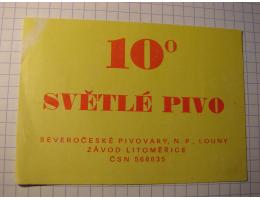 10°
SVĚTLÉ PIVO
SEVEROČESKÉ PIVOVARY, N. P., LOUNY
ZÁVOD LITOMĚŘICE
ČSN 566635